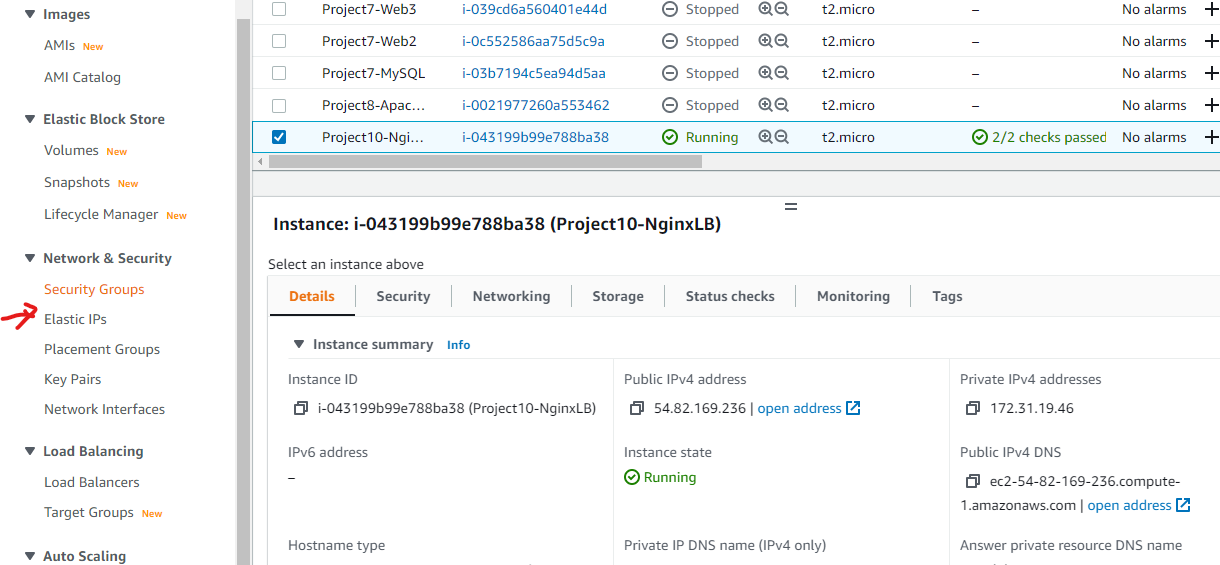 Images
AMIs New
AMI Catalog
Elastic Block Store
Volumes New
Snapshots New
Lifecycle Manager New
Network & Security
Security Groups
Elastic IPs
Placement Groups
Key Pairs
Network Interfaces
Load Balancing
Load Balancers
Target Groups New
Auto Scaling
Project7-Web3 i-039cd6a560401e44d Stopped t2.micro – No alarms
Project7-Web2 i-0c552586aa75d5c9a Stopped t2.micro – No alarms
Project7-MySQL i-03b7194c5ea94d5aa Stopped t2.micro – No alarms
Project8-Apac... i-0021977260a553462 Stopped t2.micro – No alarms
Project10-Ngi... i-043199b99e788ba38 Running t2.micro 2/2 checks passed No alarms
Instance: i-043199b99e788ba38 (Project10-NginxLB)
Select an instance above
Details Security Networking Storage Status checks Monitoring Tags
Instance summary Info
Instance ID
i-043199b99e788ba38 (Project10-NginxLB)
IPv6 address
–
Hostname type
Public IPv4 address
54.82.169.236 | open address
Instance state
Running
Private IP DNS name (IPv4 only)
Private IPv4 addresses
172.31.19.46
Public IPv4 DNS
ec2-54-82-169-236.compute-
1.amazonaws.com | open address
Answer private resource DNS name